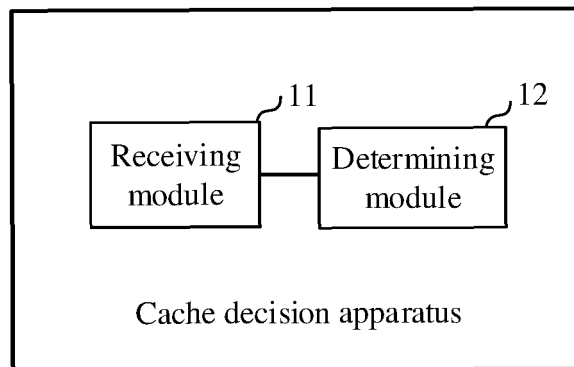 11
12
Receiving
module
Determining
module
Cache decision apparatus